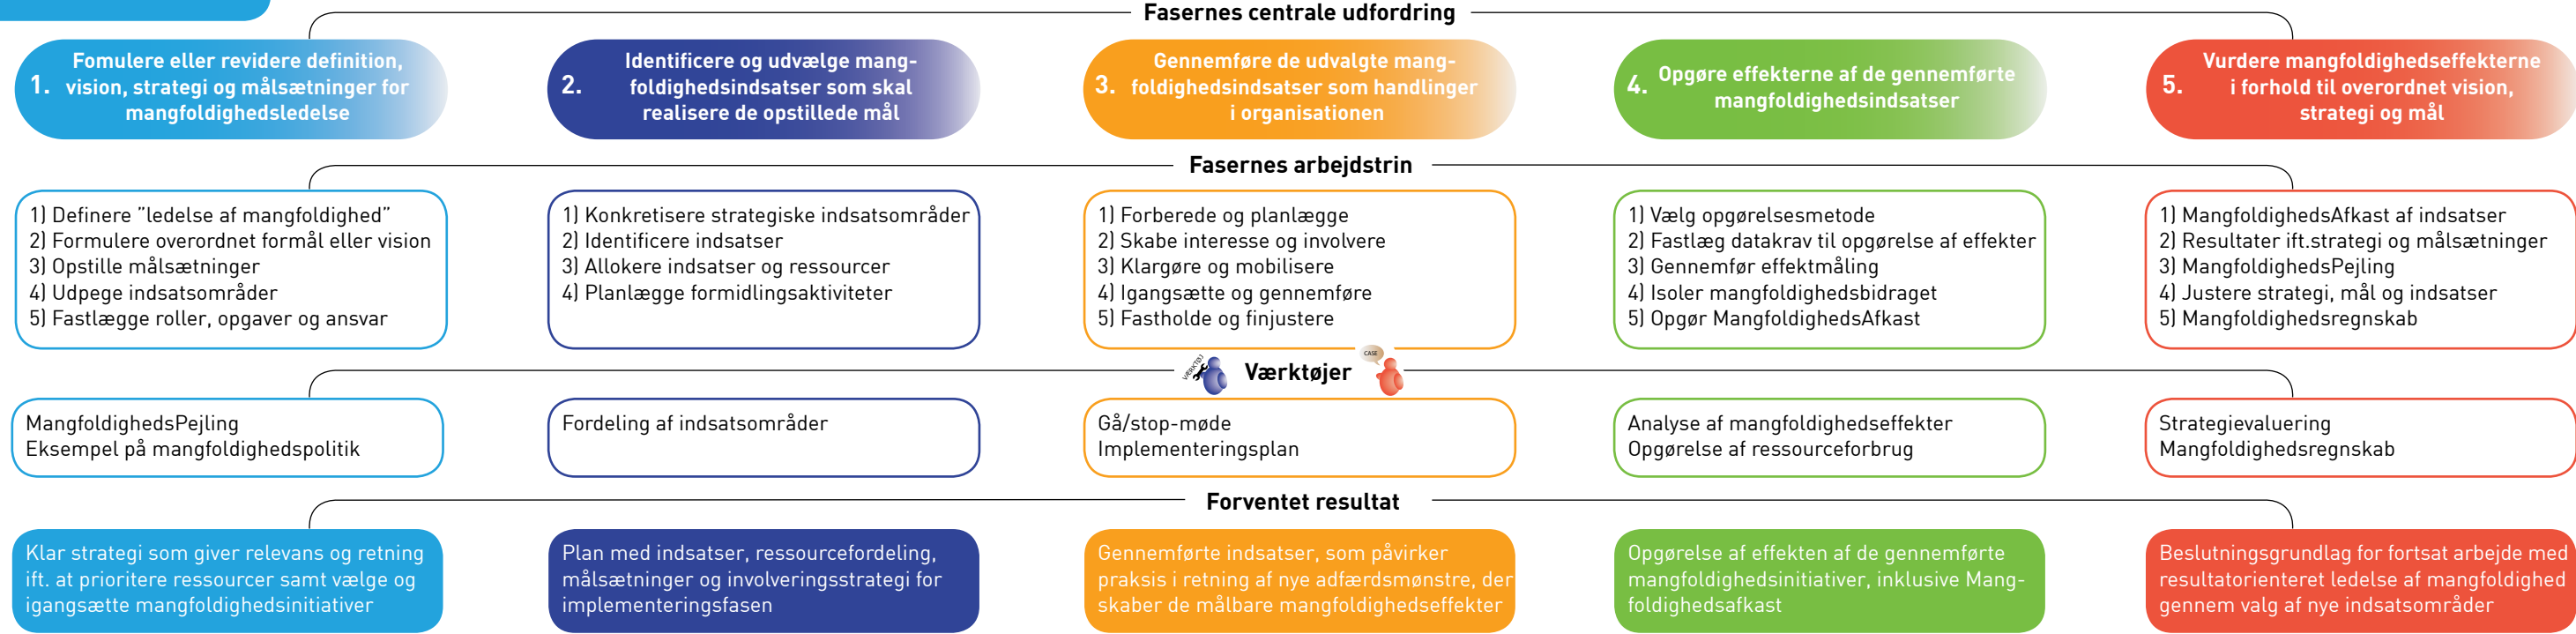 Fasernes centrale udfordring
1.
Fomulere eller revidere definition,
vision, strategi og målsætninger for
mangfoldighedsledelse
2.
Identificere og udvælge mang-
foldighedsindsatser som skal
realisere de opstillede mål
3.
Gennemføre de udvalgte mang-
foldighedsindsatser som handlinger
i organisationen
4.
Opgøre effekterne af de gennemførte
mangfoldighedsindsatser
5.
Vurdere mangfoldighedseffekterne
i forhold til overordnet vision,
strategi og mål
Fasernes arbejdstrin
1) Definere ”ledelse af mangfoldighed”
2) Formulere overordnet formål eller vision
3) Opstille målsætninger
4) Udpege indsatsområder
5) Fastlægge roller, opgaver og ansvar
1) Konkretisere strategiske indsatsområder
2) Identificere indsatser
3) Allokere indsatser og ressourcer
4) Planlægge formidlingsaktiviteter
1) Forberede og planlægge
2) Skabe interesse og involvere
3) Klargøre og mobilisere
4) Igangsætte og gennemføre
5) Fastholde og finjustere
1) Vælg opgørelsesmetode
2) Fastlæg datakrav til opgørelse af effekter
3) Gennemfør effektmåling
4) Isoler mangfoldighedsbidraget
5) Opgør MangfoldighedsAfkast
1) MangfoldighedsAfkast af indsatser
2) Resultater ift.strategi og målsætninger
3) MangfoldighedsPejling
4) Justere strategi, mål og indsatser
5) Mangfoldighedsregnskab
VÆRKTØJ
Værktøjer
CASE
MangfoldighedsPejling
Eksempel på mangfoldighedspolitik
Fordeling af indsatsområder
Gå/stop-møde
Implementeringsplan
Analyse af mangfoldighedseffekter
Opgørelse af ressourceforbrug
Strategievaluering
Mangfoldighedsregnskab
Forventet resultat
Klar strategi som giver relevans og retning
ift. at prioritere ressourcer samt vælge og
igangsætte mangfoldighedsinitiativer
Plan med indsatser, ressourcefordeling,
målsætninger og involveringsstrategi for
implementeringsfasen
Gennemførte indsatser, som påvirker
praksis i retning af nye adfærdsmønstre, der
skaber de målbare mangfoldighedseffekter
Opgørelse af effekten af de gennemførte
mangfoldighedsinitiativer, inklusive Mang-
foldighedsafkast
Beslutningsgrundlag for fortsat arbejde med
resultatorienteret ledelse af mangfoldighed
gennem valg af nye indsatsområder